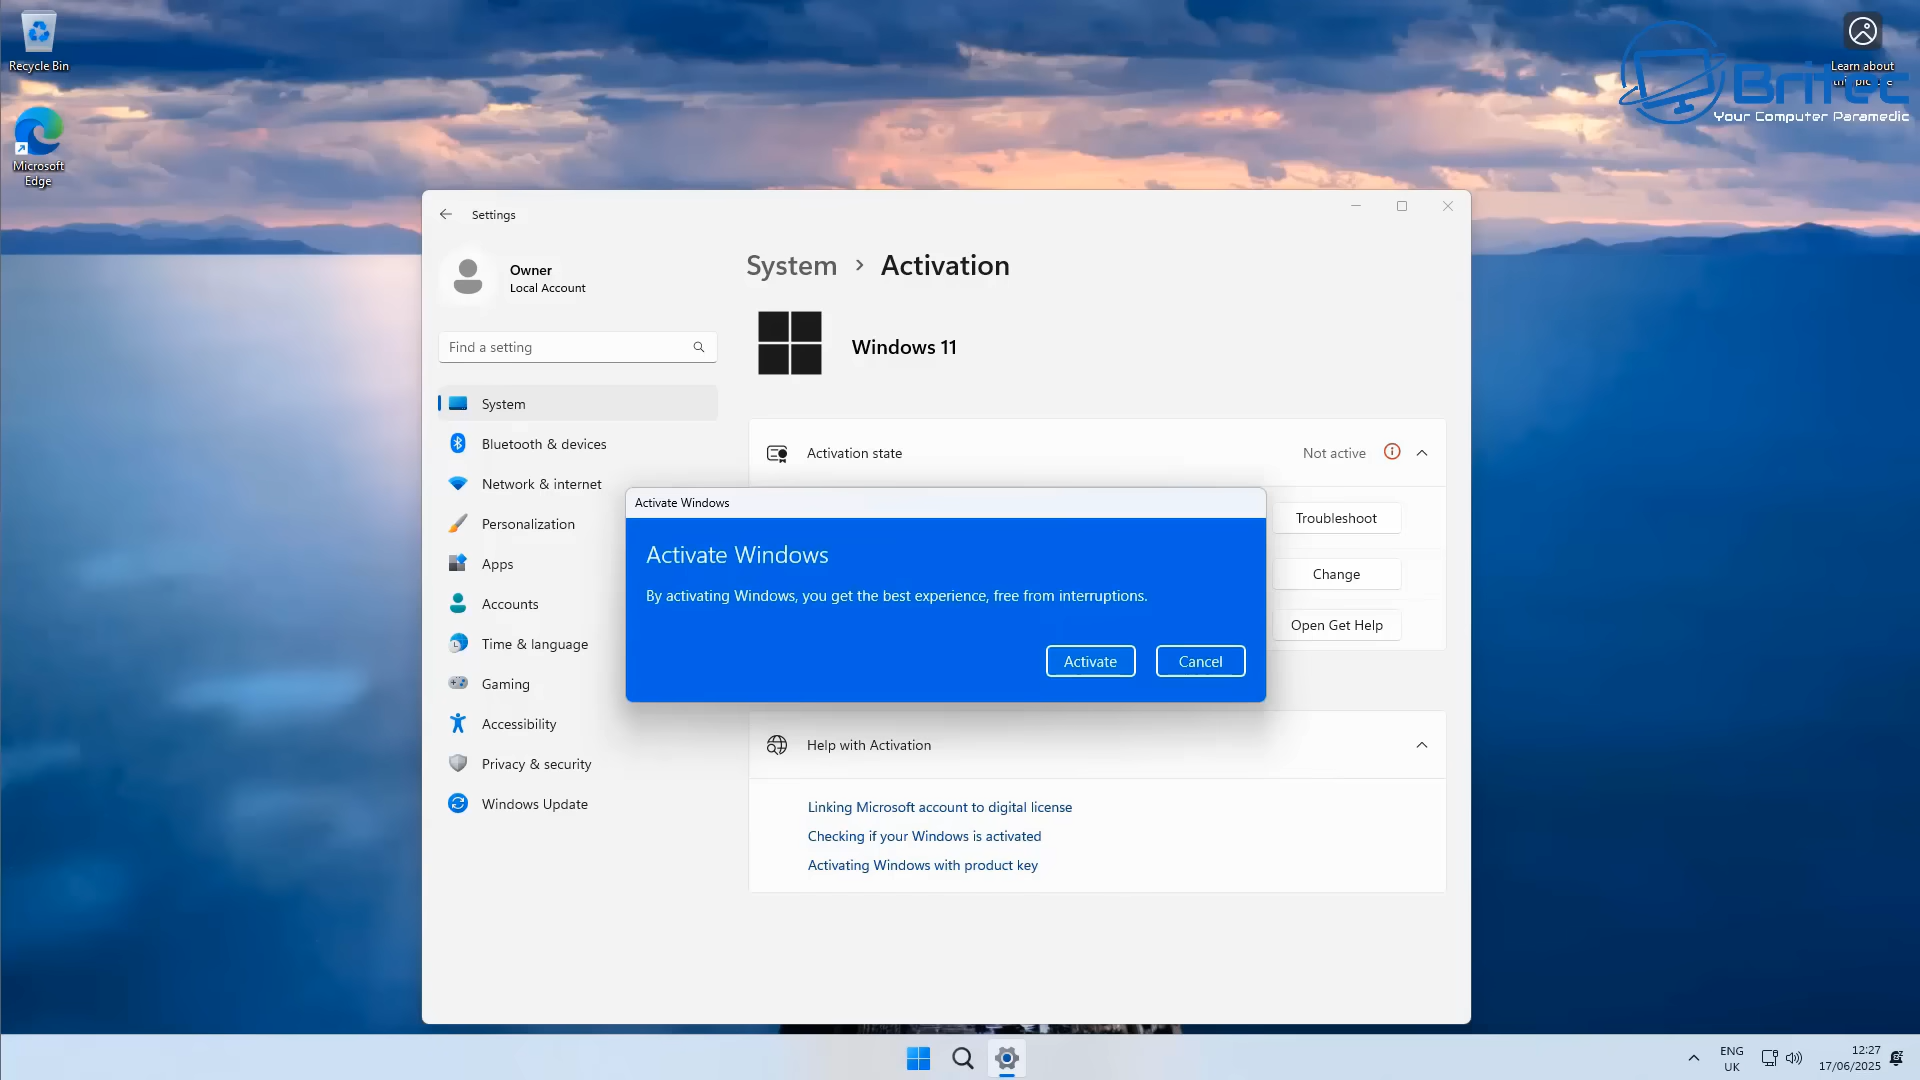 Recycle Bin
Microsoft
Edge
Learn about
Britec
Your Computer Paramedic
Settings
Owner
Local Account
Find a setting
System
Bluetooth & devices
Network & internet
Personalization
Apps
Accounts
Time & language
Gaming
Accessibility
Privacy & security
Windows Update
System > Activation
Windows 11
Activation state
Not active
Troubleshoot
Change
Open Get Help
Activate Windows
Activate Windows
By activating Windows, you get the best experience, free from interruptions.
Activate
Cancel
Help with Activation
Linking Microsoft account to digital license
Checking if your Windows is activated
Activating Windows with product key
ENG
UK
12:27
17/06/2025